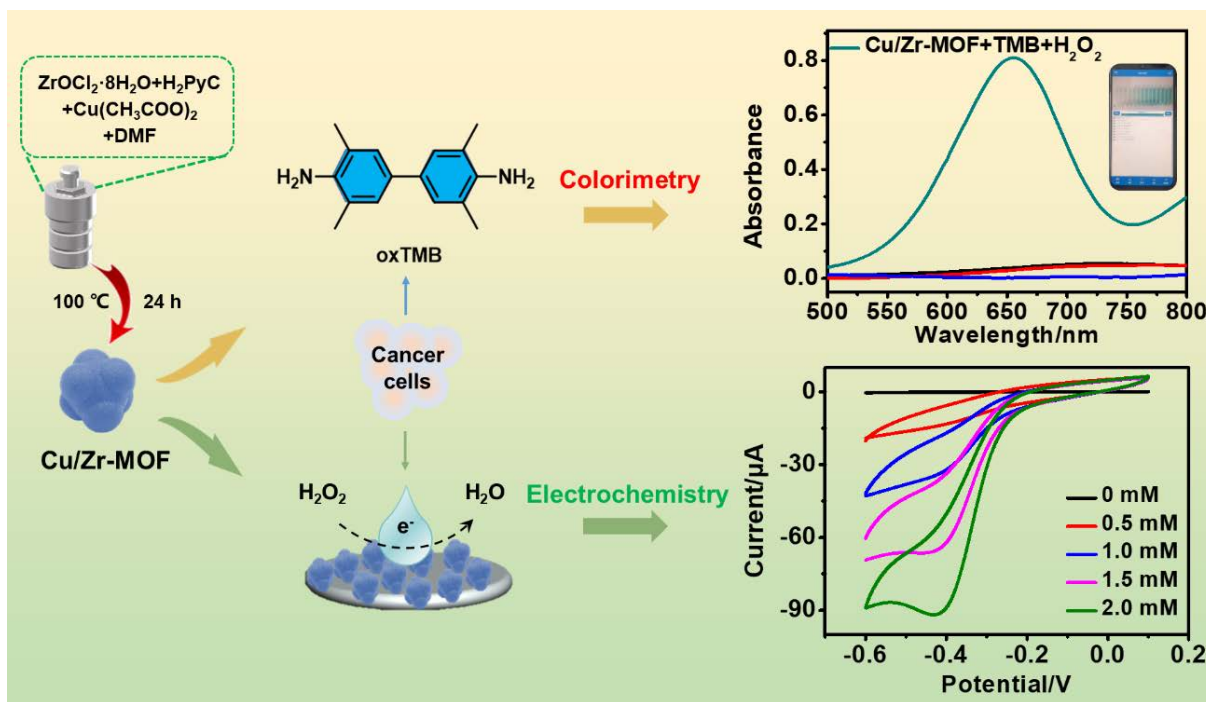 ZrOCl₂·8H₂O+H₂PyC
+Cu(CH₃COO)₂
+DMF
100 ℃
24 h
Cu/Zr-MOF
H₂N
NH₂
oxTMB
Cancer
cells
H₂O₂
H₂O
e⁻
Colorimetry
Electrochemistry
Absorbance
0.8
0.6
0.4
0.2
0.0
Cu/Zr-MOF+TMB+H₂O₂
500
550
600
650
700
750
800
Wavelength/nm
Current/µA
0
-30
-60
-90
0 mM
0.5 mM
1.0 mM
1.5 mM
2.0 mM
-0.6
-0.4
-0.2
0.0
0.2
Potential/V